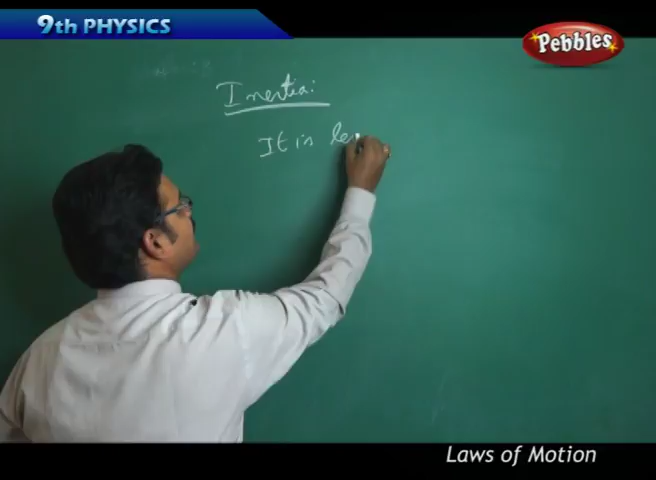 9th PHYSICS
Pebbles
Inertia:
It is
Laws of Motion